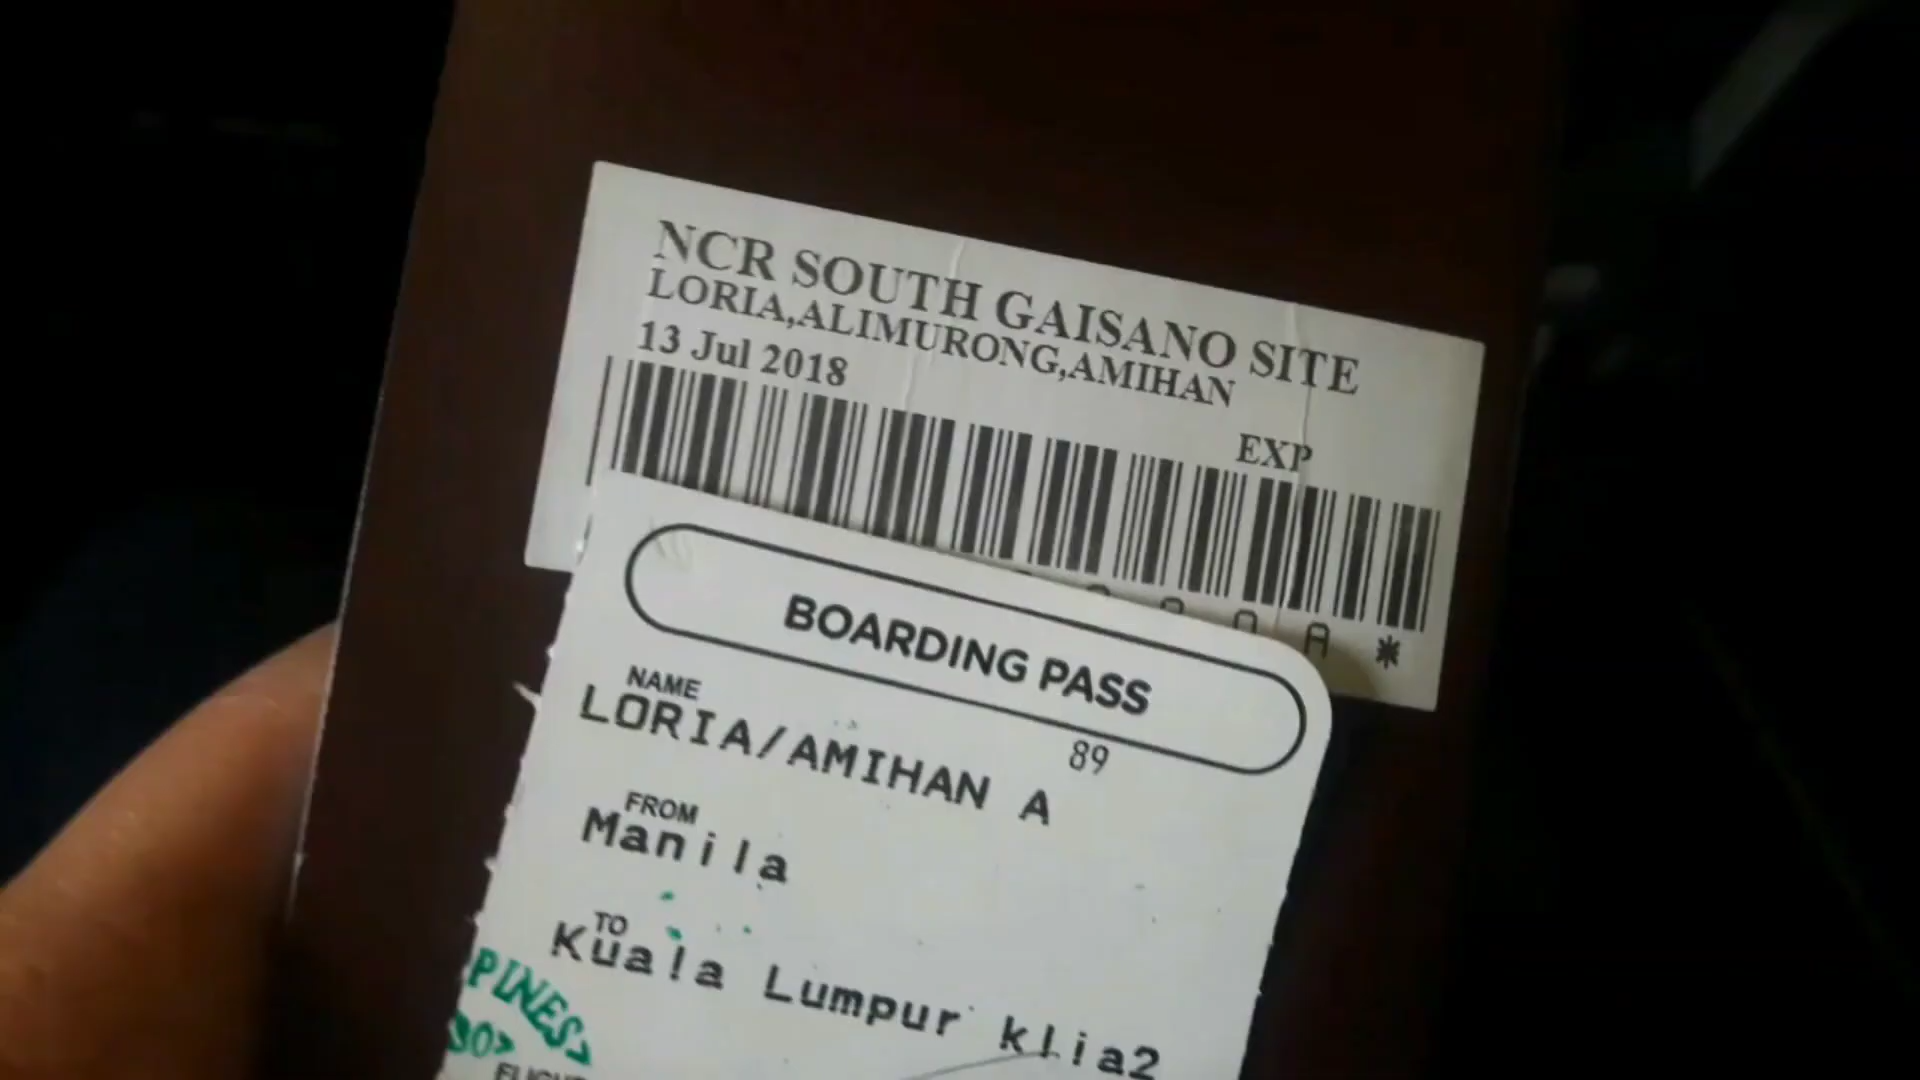 NCR SOUTH GAISANO SITE
LORIA,ALIMURONG,AMIHAN
13 Jul 2018
EXP
A *
BOARDING PASS
NAME
89
LORIA/AMIHAN A
FROM
Manila
TO
Kuala Lumpur klia2
PINES